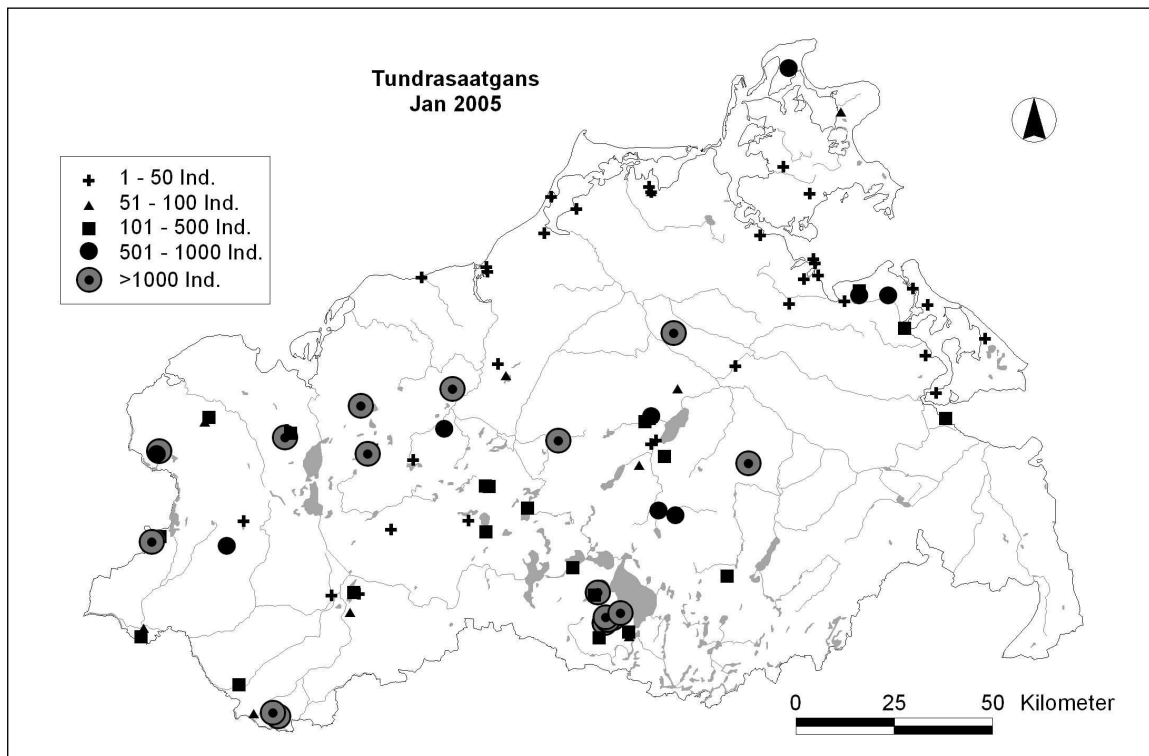 Tundrasaatgans
Jan 2005
1 - 50 Ind.
51 - 100 Ind.
101 - 500 Ind.
501 - 1000 Ind.
>1000 Ind.
0 25 50 Kilometer